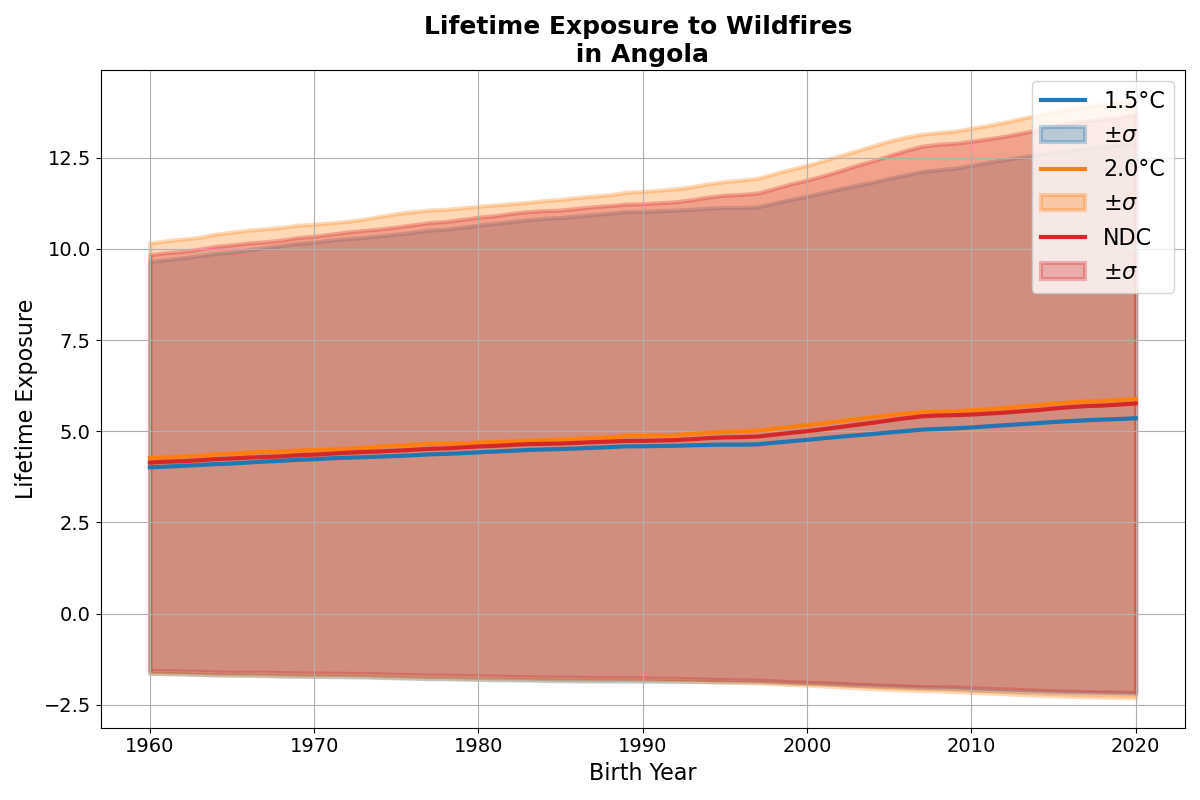 Lifetime Exposure to Wildfires
in Angola
Lifetime Exposure
12.5
10.0
7.5
5.0
2.5
0.0
−2.5
1.5°C
±σ
2.0°C
±σ
NDC
±σ
1960
1970
1980
1990
2000
2010
2020
Birth Year